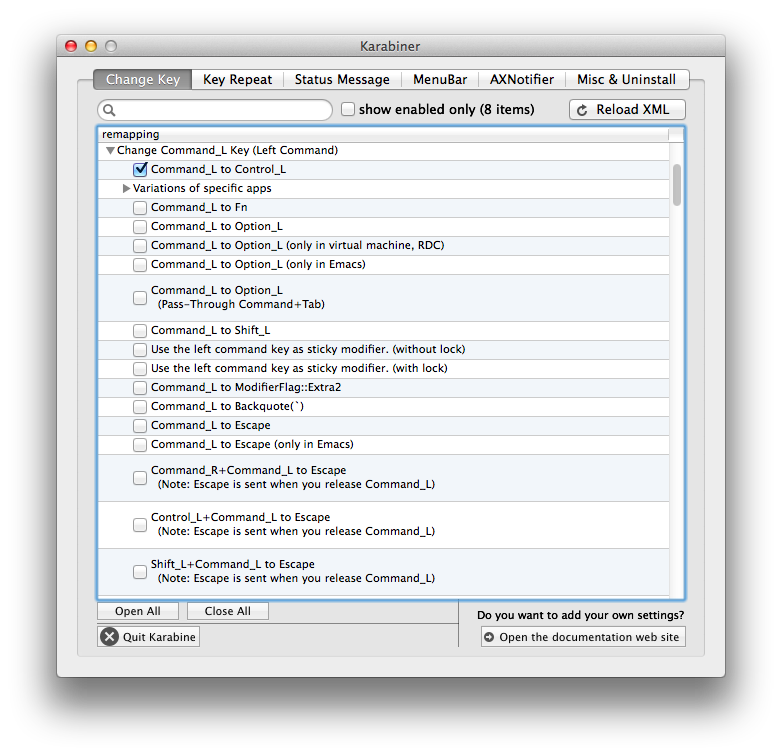 Karabiner
Change Key Key Repeat Status Message MenuBar AXNotifier Misc & Uninstall
show enabled only (8 items) Reload XML
remapping
Change Command_L Key (Left Command)
Command_L to Control_L
Variations of specific apps
Command_L to Fn
Command_L to Option_L
Command_L to Option_L (only in virtual machine, RDC)
Command_L to Option_L (only in Emacs)
Command_L to Option_L
(Pass-Through Command+Tab)
Command_L to Shift_L
Use the left command key as sticky modifier. (without lock)
Use the left command key as sticky modifier. (with lock)
Command_L to ModifierFlag::Extra2
Command_L to Backquote(`)
Command_L to Escape
Command_L to Escape (only in Emacs)
Command_R+Command_L to Escape
(Note: Escape is sent when you release Command_L)
Control_L+Command_L to Escape
(Note: Escape is sent when you release Command_L)
Shift_L+Command_L to Escape
(Note: Escape is sent when you release Command_L)
Open All Close All
Do you want to add your own settings?
Quit Karabine Open the documentation web site